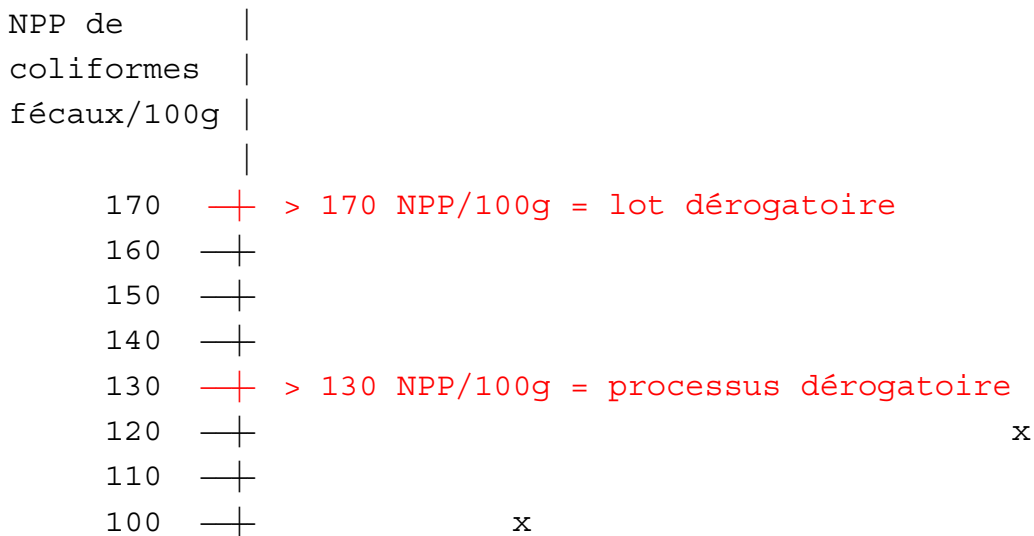 NPP de
coliformes
fécaux/100g
170 > 170 NPP/100g = lot dérogatoire
160
150
140
130 > 130 NPP/100g = processus dérogatoire
120 x
110
100 x